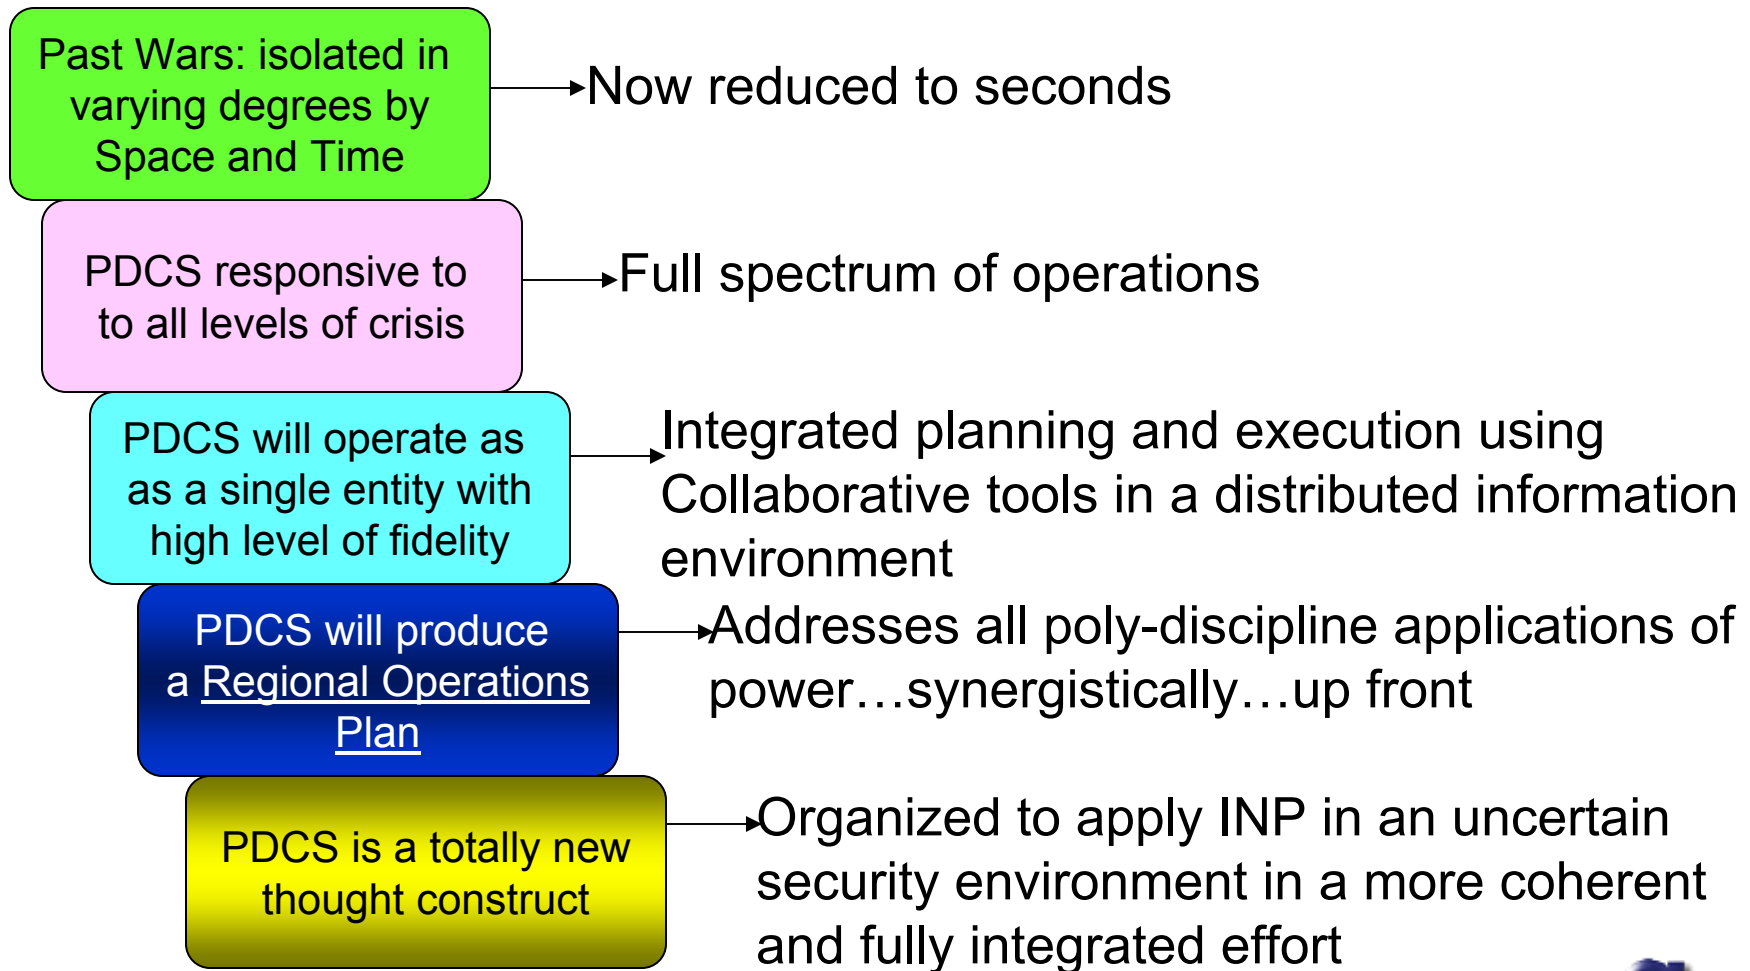 Past Wars: isolated in
varying degrees by
Space and Time
Now reduced to seconds
PDCS responsive to
to all levels of crisis
Full spectrum of operations
PDCS will operate as
as a single entity with
high level of fidelity
Integrated planning and execution using
Collaborative tools in a distributed information
environment
PDCS will produce
a Regional Operations
Plan
Addresses all poly-discipline applications of
power…synergistically…up front
PDCS is a totally new
thought construct
Organized to apply INP in an uncertain
security environment in a more coherent
and fully integrated effort